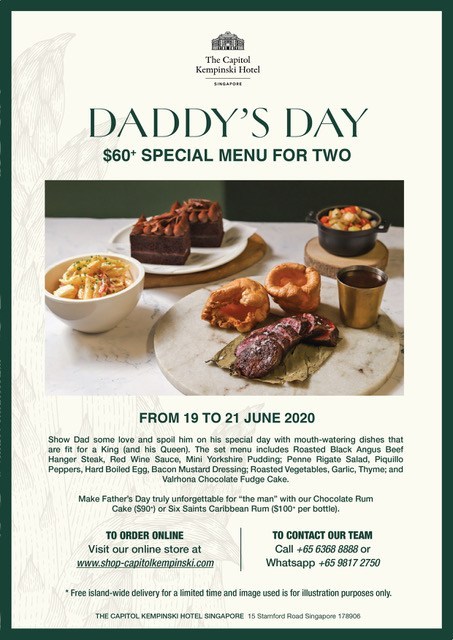 The Capitol
Kempinski Hotel
SINGAPORE
DADDY'S DAY
$60+ SPECIAL MENU FOR TWO
FROM 19 TO 21 JUNE 2020
Show Dad some love and spoil him on his special day with mouth-watering dishes that
are fit for a King (and his Queen). The set menu includes Roasted Black Angus Beef
Hanger Steak, Red Wine Sauce, Mini Yorkshire Pudding; Penne Rigate Salad, Piquillo
Peppers, Hard Boiled Egg, Bacon Mustard Dressing; Roasted Vegetables, Garlic, Thyme; and
Valrhona Chocolate Fudge Cake.
Make Father's Day truly unforgettable for "the man" with our Chocolate Rum
Cake ($90+) or Six Saints Caribbean Rum ($100+ per bottle).
TO ORDER ONLINE
Visit our online store at
www.shop-capitolkempinski.com
TO CONTACT OUR TEAM
Call +65 6368 8888 or
Whatsapp +65 9817 2750
* Free island-wide delivery for a limited time and image used is for illustration purposes only.
THE CAPITOL KEMPINSKI HOTEL SINGAPORE 15 Stamford Road Singapore 178906